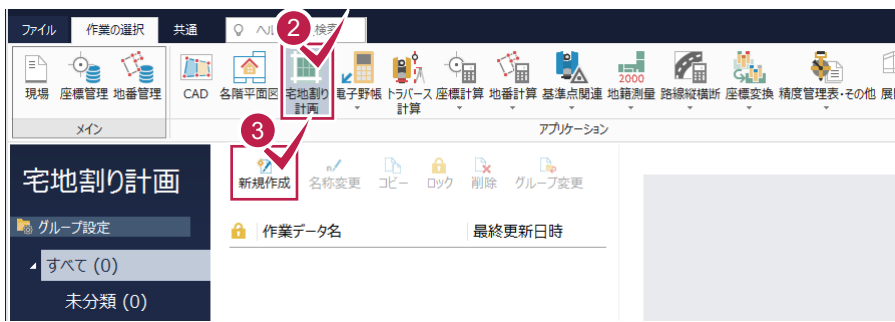 ファイル 作業の選択 共通 ヘル 検索
2
現場 座標管理 地番管理 CAD 各階平面図 宅地割り計画 電子野帳 トラバース計算 座標計算 地番計算 基準点関連 地籍測量 路線縦横断 座標変換 精度管理表・その他 展
2000
メイン アプリケーション
3
宅地割り計画
新規作成 名称変更 コピー ロック 削除 グループ変更
グループ設定
作業データ名 最終更新日時
すべて (0)
未分類 (0)